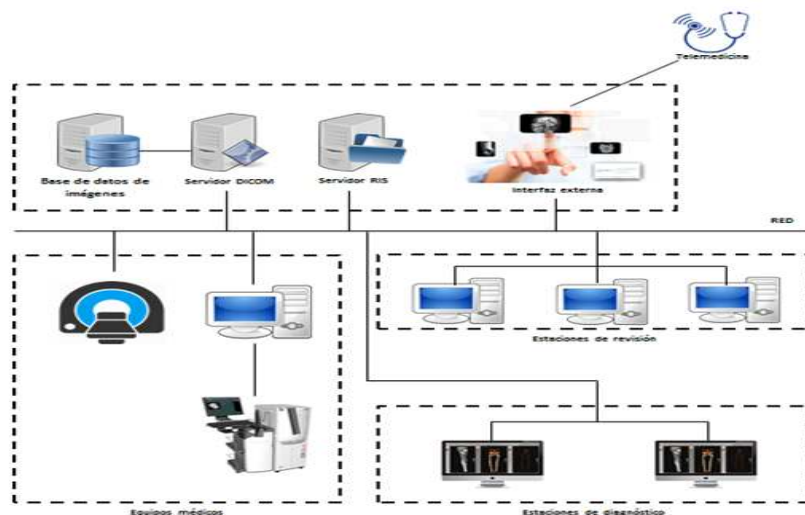 Telemedicina
Base de datos de
imágenes
Servidor DICOM
Servidor RIS
Interfaz externa
RED
Estaciones de revisión
Equipos médicos
Estaciones de diagnóstico